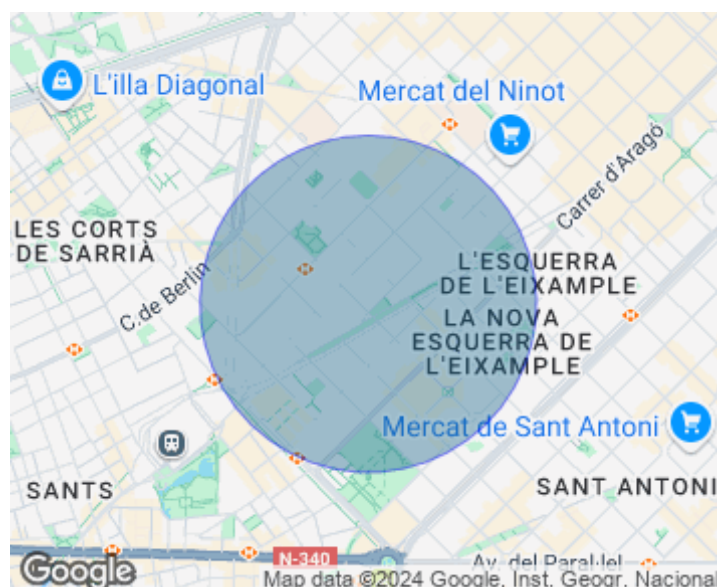 L'illa Diagonal
Mercat del Ninot
Carrer d'Aragó
LES CORTS
DE SARRIÀ
C. de Berlín
L'ESQUERRA
DE L'EIXAMPLE
LA NOVA
ESQUERRA DE
L'EIXAMPLE
Mercat de Sant Antoni
SANTS
SANT ANTONI
N-340
Av. del Paral·lel
Google
Map data ©2024 Google, Inst. Geogr. Nacional